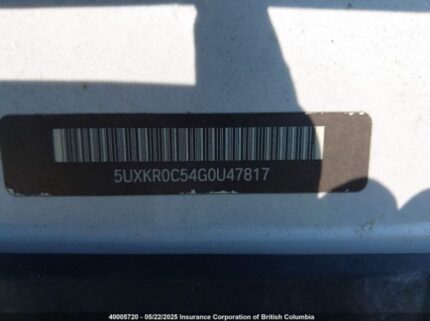 5UXKR0C54G0U47817
40005720 - 05/22/2025 Insurance Corporation of
British Columbia